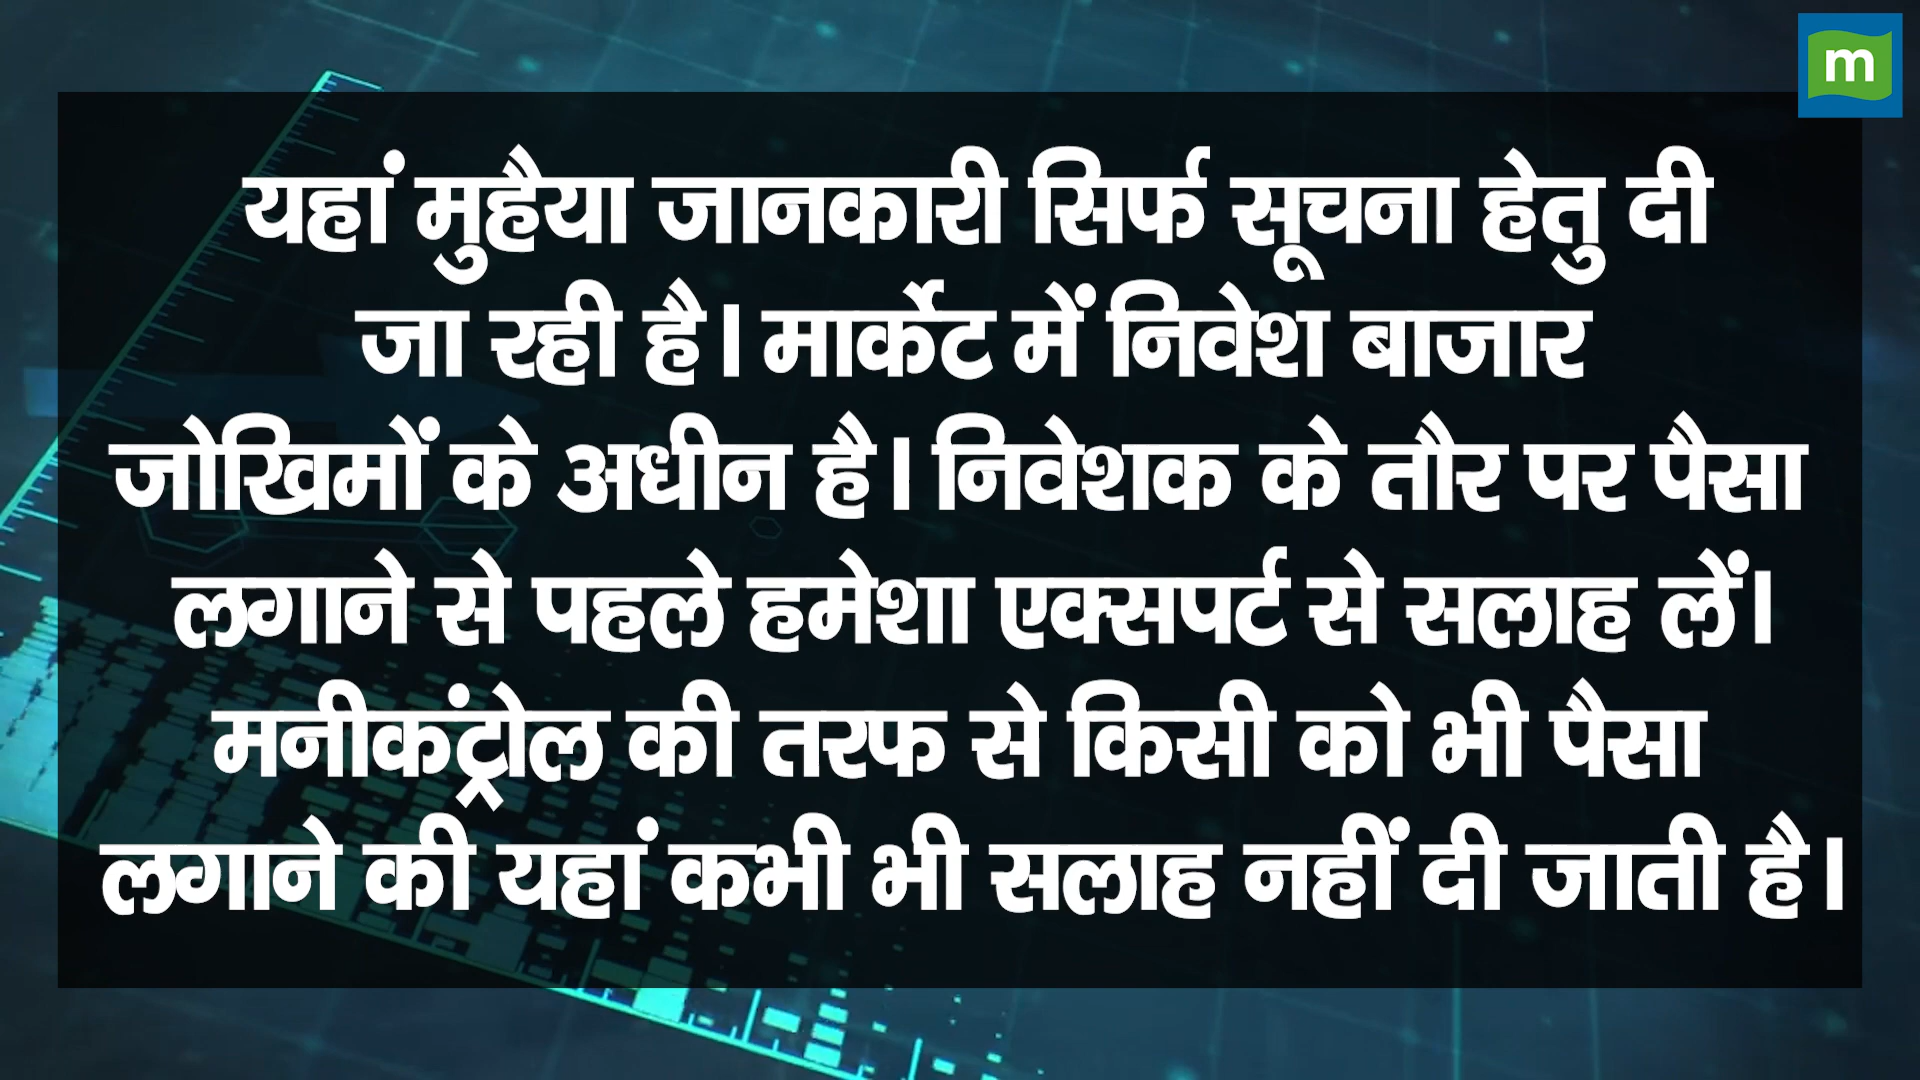 m
यहां मुहैया जानकारी सिर्फ सूचना हेतु दी
जा रही है। मार्केट में निवेश बाजार
जोखिमों के अधीन है। निवेशक के तौर पर पैसा
लगाने से पहले हमेशा एक्सपर्ट से सलाह लें।
मनीकंट्रोल की तरफ से किसी को भी पैसा
लगाने की यहां कभी भी सलाह नहीं दी जाती है।